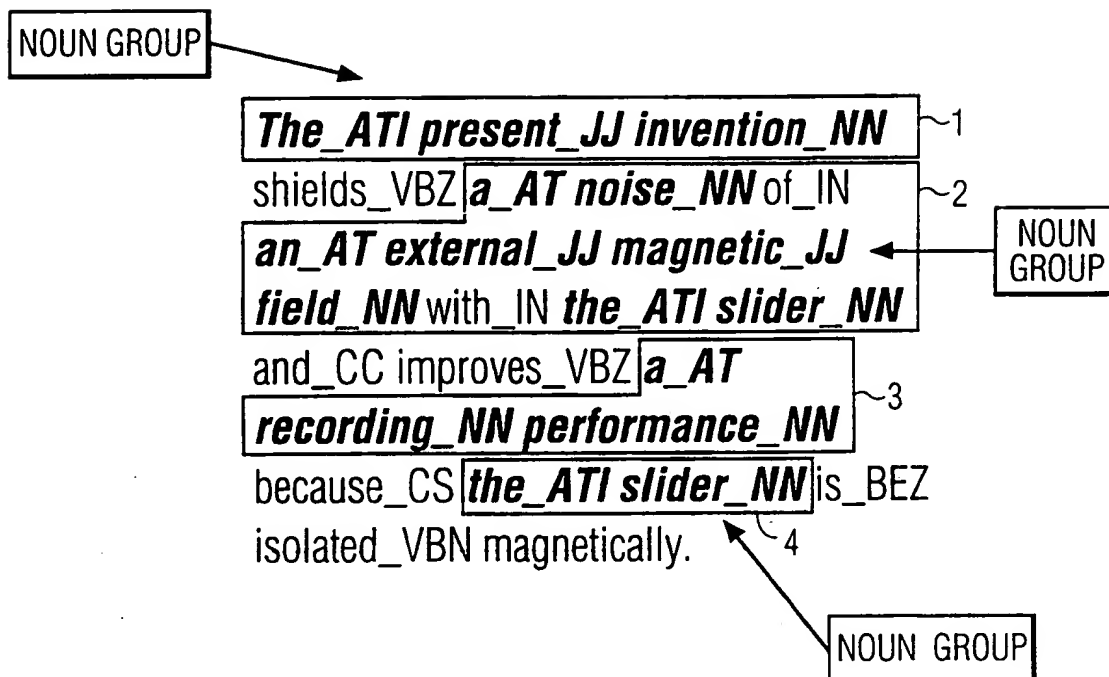 NOUN GROUP
The_ATI present_JJ invention_NN
1
shields_VBZ a_AT noise_NN of_IN
2
an_AT external_JJ magnetic_JJ
NOUN
GROUP
field_NN with_IN the_ATI slider_NN
and_CC improves_VBZ a_AT
3
recording_NN performance_NN
because_CS the_ATI slider_NN is_BEZ
4
isolated_VBN magnetically.
NOUN GROUP